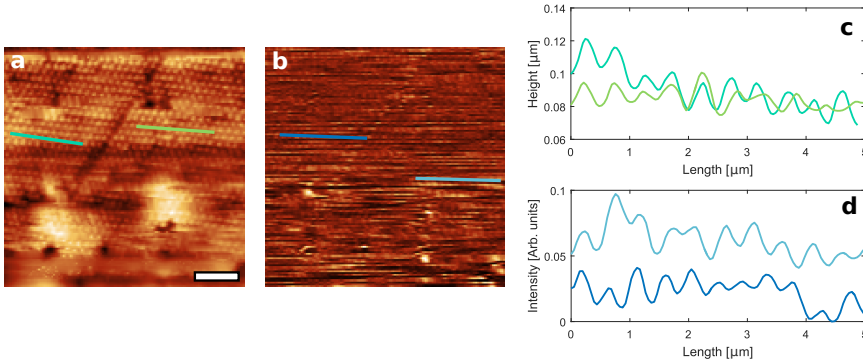 a
b
c
Height [µm]
0.14
0.12
0.1
0.08
0.06
0 1 2 3 4 5
Length [µm]
d
Intensity [Arb. units]
0.1
0.05
0
0 1 2 3 4 5
Length [µm]